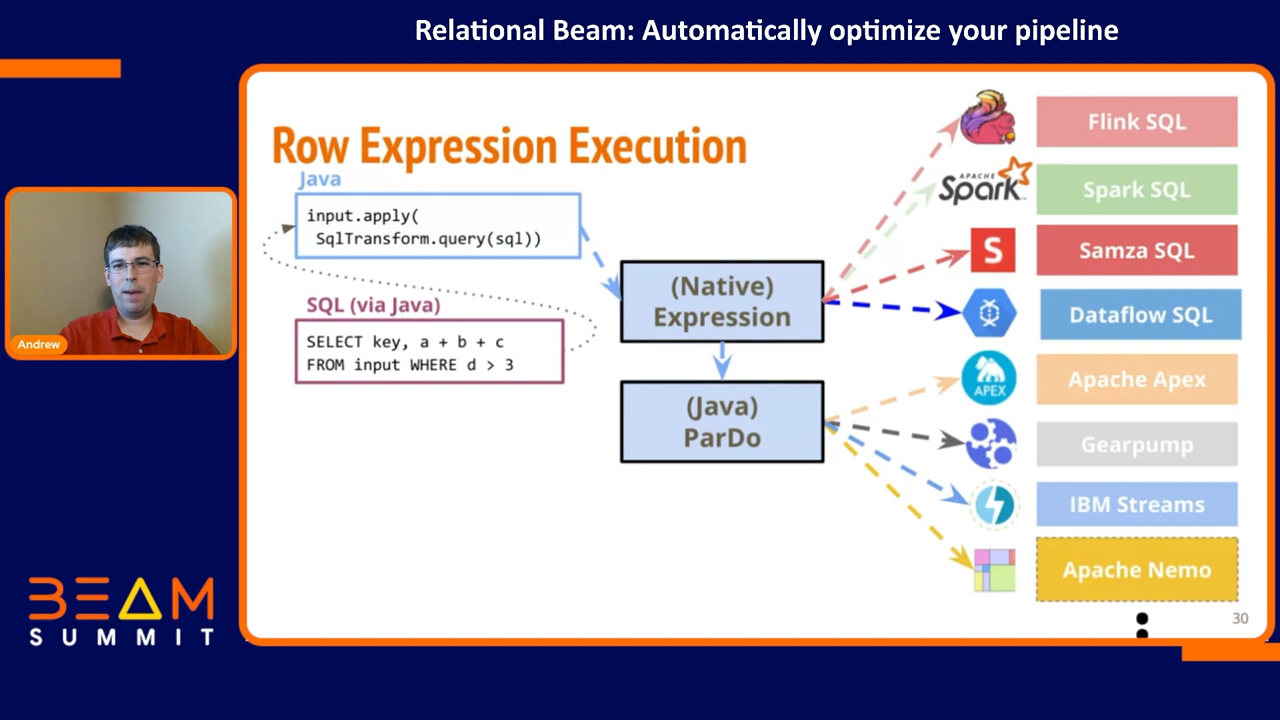 Relational Beam: Automatically optimize your pipeline
Row Expression Execution
Java
input.apply(
SqlTransform.query(sql))
SQL (via Java)
SELECT key, a + b + c
FROM input WHERE d > 3
(Native)
Expression
(Java)
ParDo
Flink SQL
APACHE
Spark
Spark SQL
S
Samza SQL
Dataflow SQL
APEX
Apache Apex
Gearpump
IBM Streams
Apache Nemo
30
Andrew
BEAM
SUMMIT